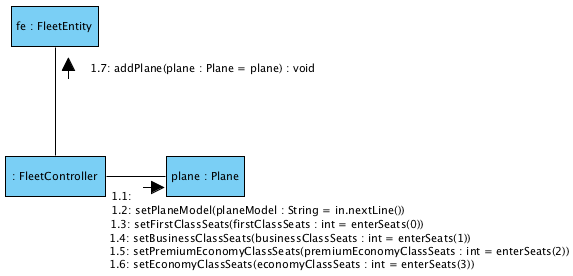 fe : FleetEntity
1.7: addPlane(plane : Plane = plane) : void
: FleetController
plane : Plane
1.1:
1.2: setPlaneModel(planeModel : String = in.nextLine())
1.3: setFirstClassSeats(firstClassSeats : int = enterSeats(0))
1.4: setBusinessClassSeats(businessClassSeats : int = enterSeats(1))
1.5: setPremiumEconomyClassSeats(premiumEconomyClassSeats : int = enterSeats(2))
1.6: setEconomyClassSeats(economyClassSeats : int = enterSeats(3))